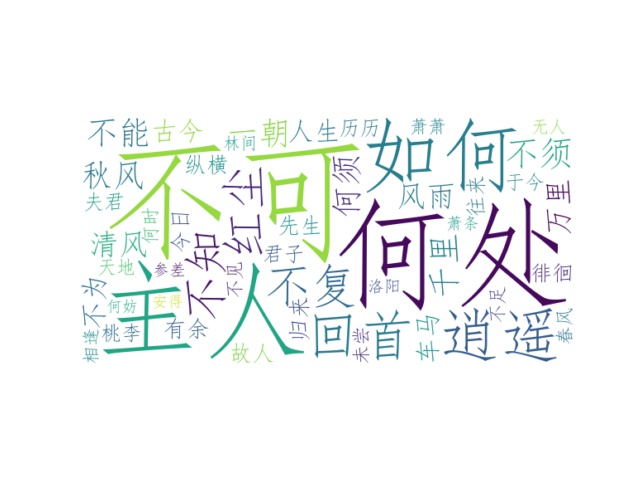 不能
古今
一朝
人生
历历
萧萧
无人
林间
不可
如何
不须
秋风
纵横
红尘
何须
风雨
往来
于今
万里
夫君
何由
今日
先生
清风
不知
何处
萧条
千里
君子
天地
参差
不见
不复
洛阳
徘徊
不为
何妨
安得
主人
归来
回首
逍遥
不足
桃李
有余
相逢
故人
未尝
车马
春风